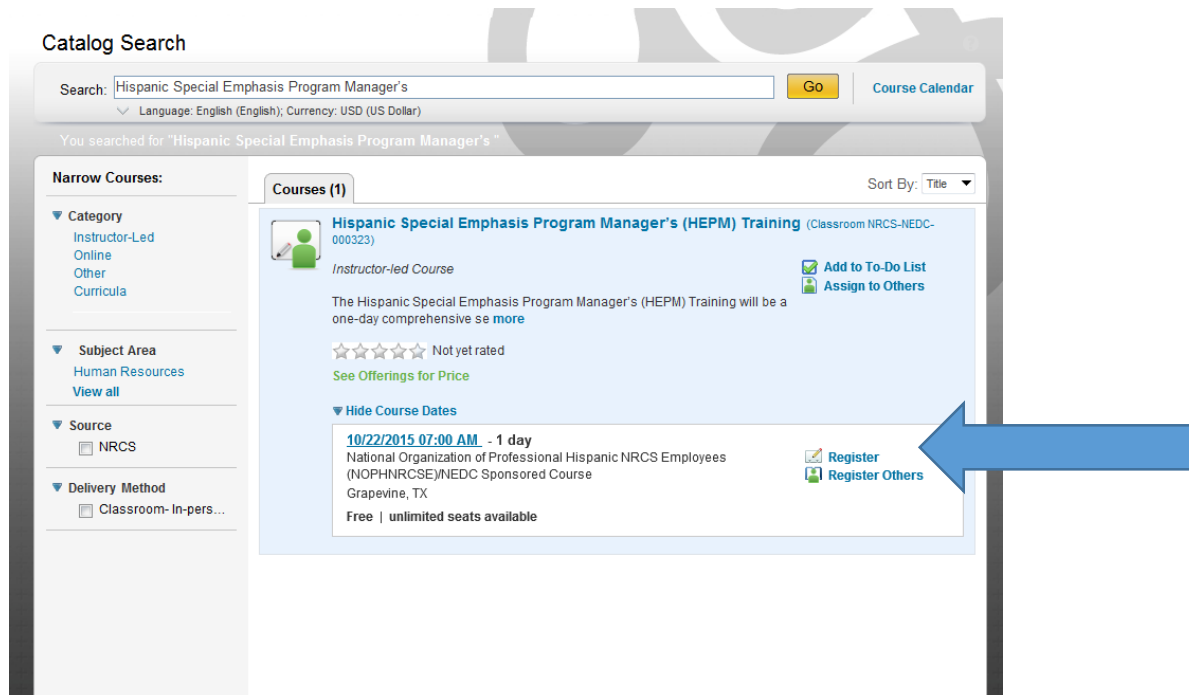 Catalog Search
Search: Hispanic Special Emphasis Program Manager's Go Course Calendar
Language: English (English); Currency: USD (US Dollar)
You searched for "Hispanic Special Emphasis Program Manager's "
Narrow Courses:
Category
Instructor-Led
Online
Other
Curricula
Subject Area
Human Resources
View all
Source
NRCS
Delivery Method
Classroom- In-pers...
Courses (1)
Sort By: Title
Hispanic Special Emphasis Program Manager's (HEPM) Training (Classroom NRCS-NEDC-
000323)
Instructor-led Course
Add to To-Do List
Assign to Others
The Hispanic Special Emphasis Program Manager's (HEPM) Training will be a
one-day comprehensive se more
Not yet rated
See Offerings for Price
Hide Course Dates
10/22/2015 07:00 AM - 1 day
National Organization of Professional Hispanic NRCS Employees
(NOPHNRCSE)/NEDC Sponsored Course
Grapevine, TX
Free | unlimited seats available
Register
Register Others